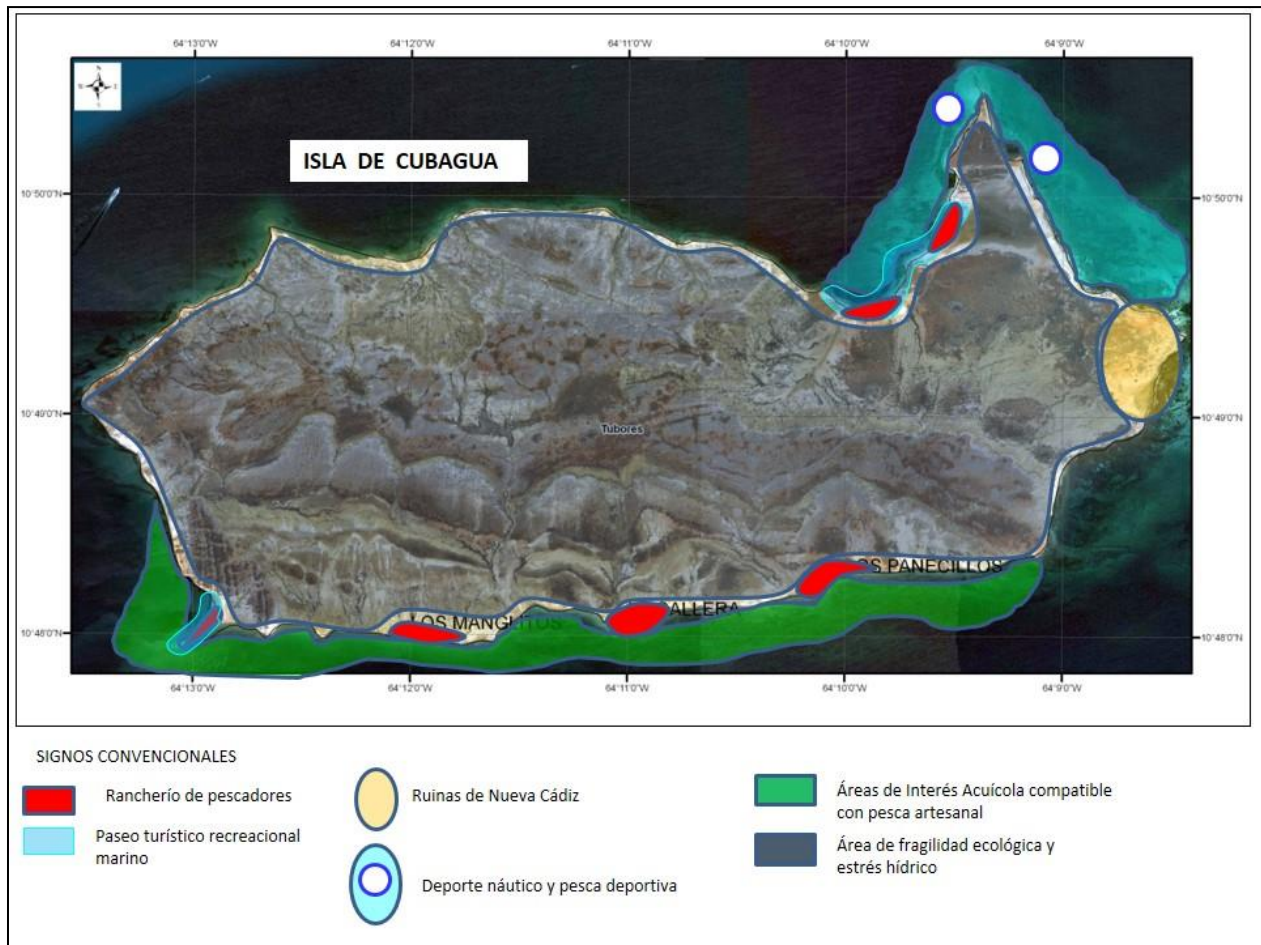 64°13'0"W 64°12'0"W 64°11'0"W 64°10'0"W 64°9'0"W
N
ISLA DE CUBAGUA
10°50'0"N 10°50'0"N
10°49'0"N 10°49'0"N
Tubores
OS PANECILLOS
ALLERA
OS MANGUITOS
10°48'0"N 10°48'0"N
64°13'0"W 64°12'0"W 64°11'0"W 64°10'0"W 64°9'0"W
SIGNOS CONVENCIONALES
Rancherío de pescadores
Paseo turístico recreacional
marino
Ruinas de Nueva Cádiz
Deporte náutico y pesca deportiva
Áreas de Interés Acuícola compatible
con pesca artesanal
Área de fragilidad ecológica y
estrés hídrico